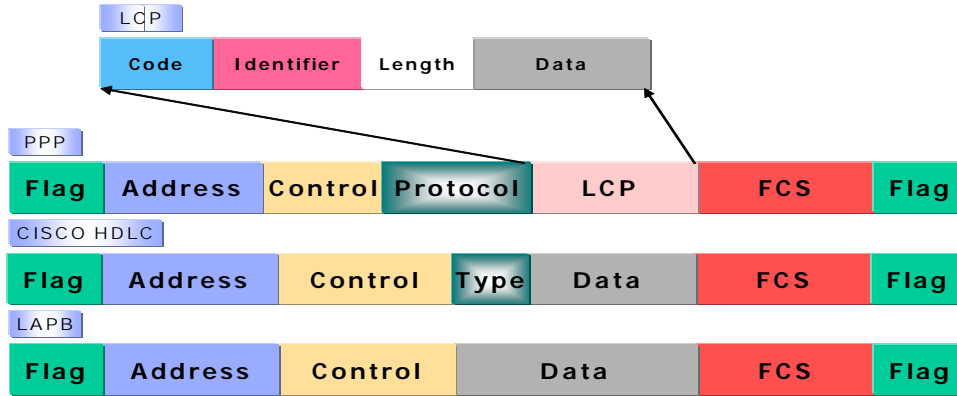 LCP
Code Identifier Length Data
PPP
Flag Address Control Protocol LCP FCS Flag
CISCO HDLC
Flag Address Control Type Data FCS Flag
LAPB
Flag Address Control Data FCS Flag